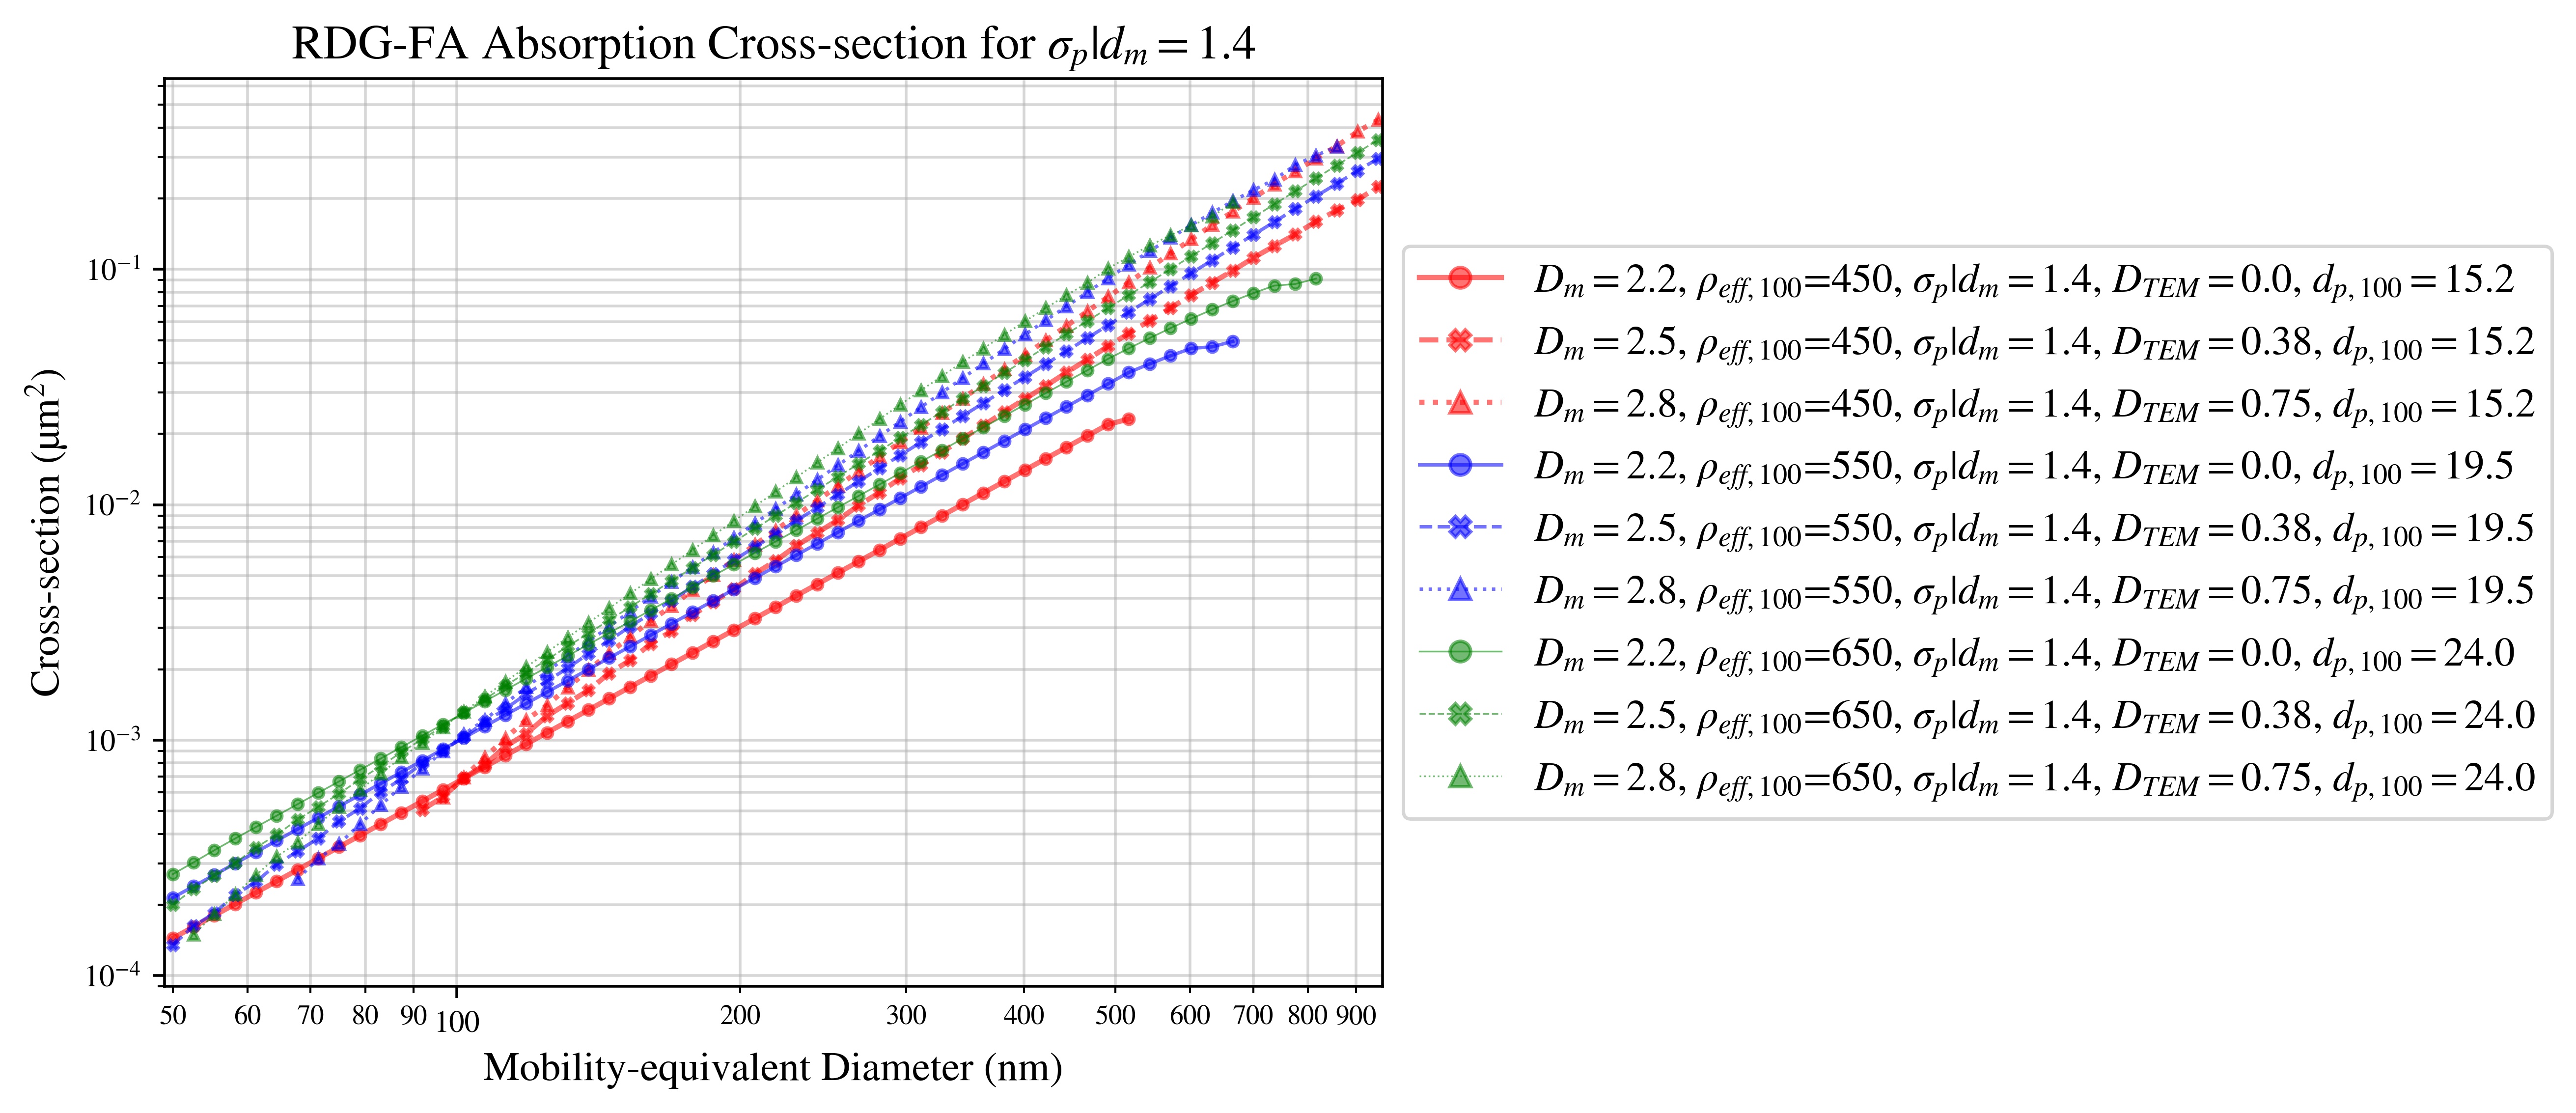 RDG-FA Absorption Cross-section for σp|dm = 1.4
Cross-section (μm²)
10⁻¹
10⁻²
10⁻³
10⁻⁴
50 60 70 80 90 100 200 300 400 500 600 700 800 900
Mobility-equivalent Diameter (nm)
Dm = 2.2, ρeff,100=450, σp|dm = 1.4, DTEM = 0.0, dp,100 = 15.2
Dm = 2.5, ρeff,100=450, σp|dm = 1.4, DTEM = 0.38, dp,100 = 15.2
Dm = 2.8, ρeff,100=450, σp|dm = 1.4, DTEM = 0.75, dp,100 = 15.2
Dm = 2.2, ρeff,100=550, σp|dm = 1.4, DTEM = 0.0, dp,100 = 19.5
Dm = 2.5, ρeff,100=550, σp|dm = 1.4, DTEM = 0.38, dp,100 = 19.5
Dm = 2.8, ρeff,100=550, σp|dm = 1.4, DTEM = 0.75, dp,100 = 19.5
Dm = 2.2, ρeff,100=650, σp|dm = 1.4, DTEM = 0.0, dp,100 = 24.0
Dm = 2.5, ρeff,100=650, σp|dm = 1.4, DTEM = 0.38, dp,100 = 24.0
Dm = 2.8, ρeff,100=650, σp|dm = 1.4, DTEM = 0.75, dp,100 = 24.0